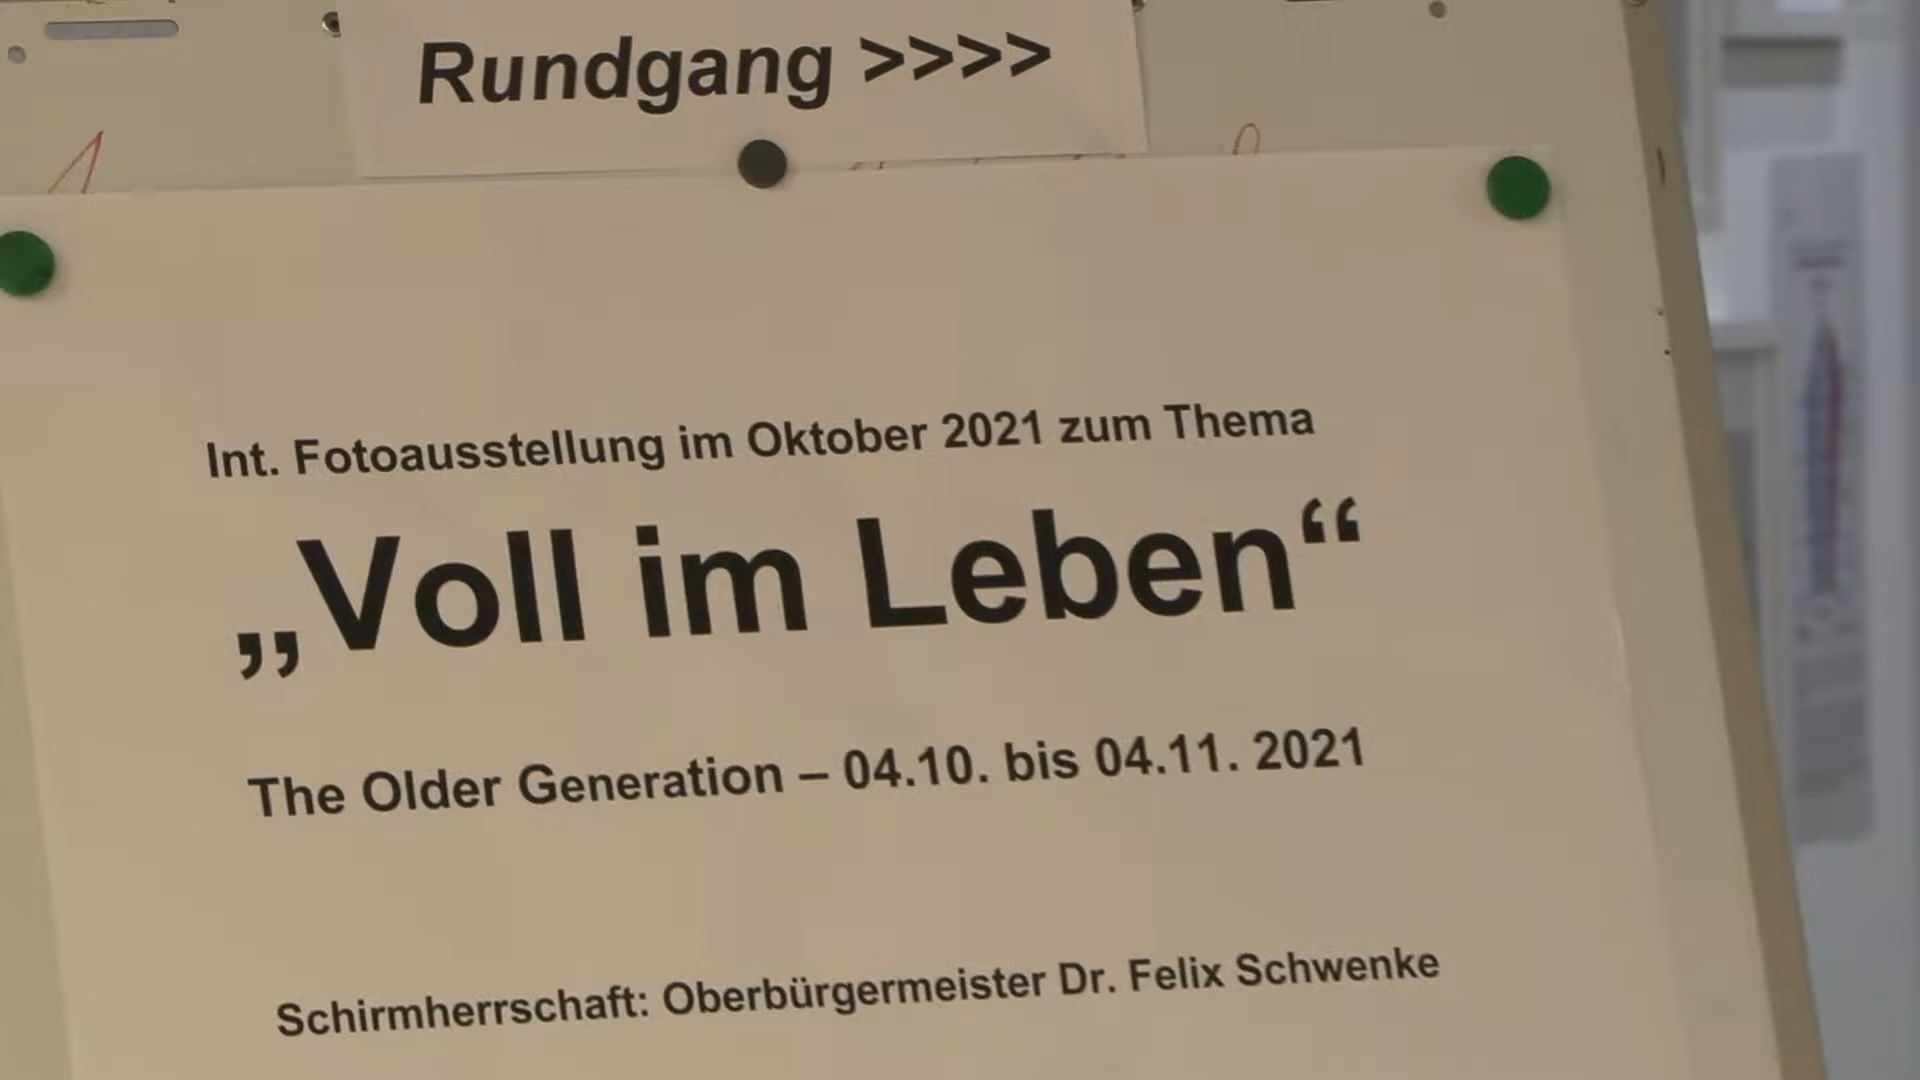 Rundgang >>>>
Int. Fotoausstellung im Oktober 2021 zum Thema
„Voll im Leben“
The Older Generation – 04.10. bis 04.11. 2021
Schirmherrschaft: Oberbürgermeister Dr. Felix Schwenke